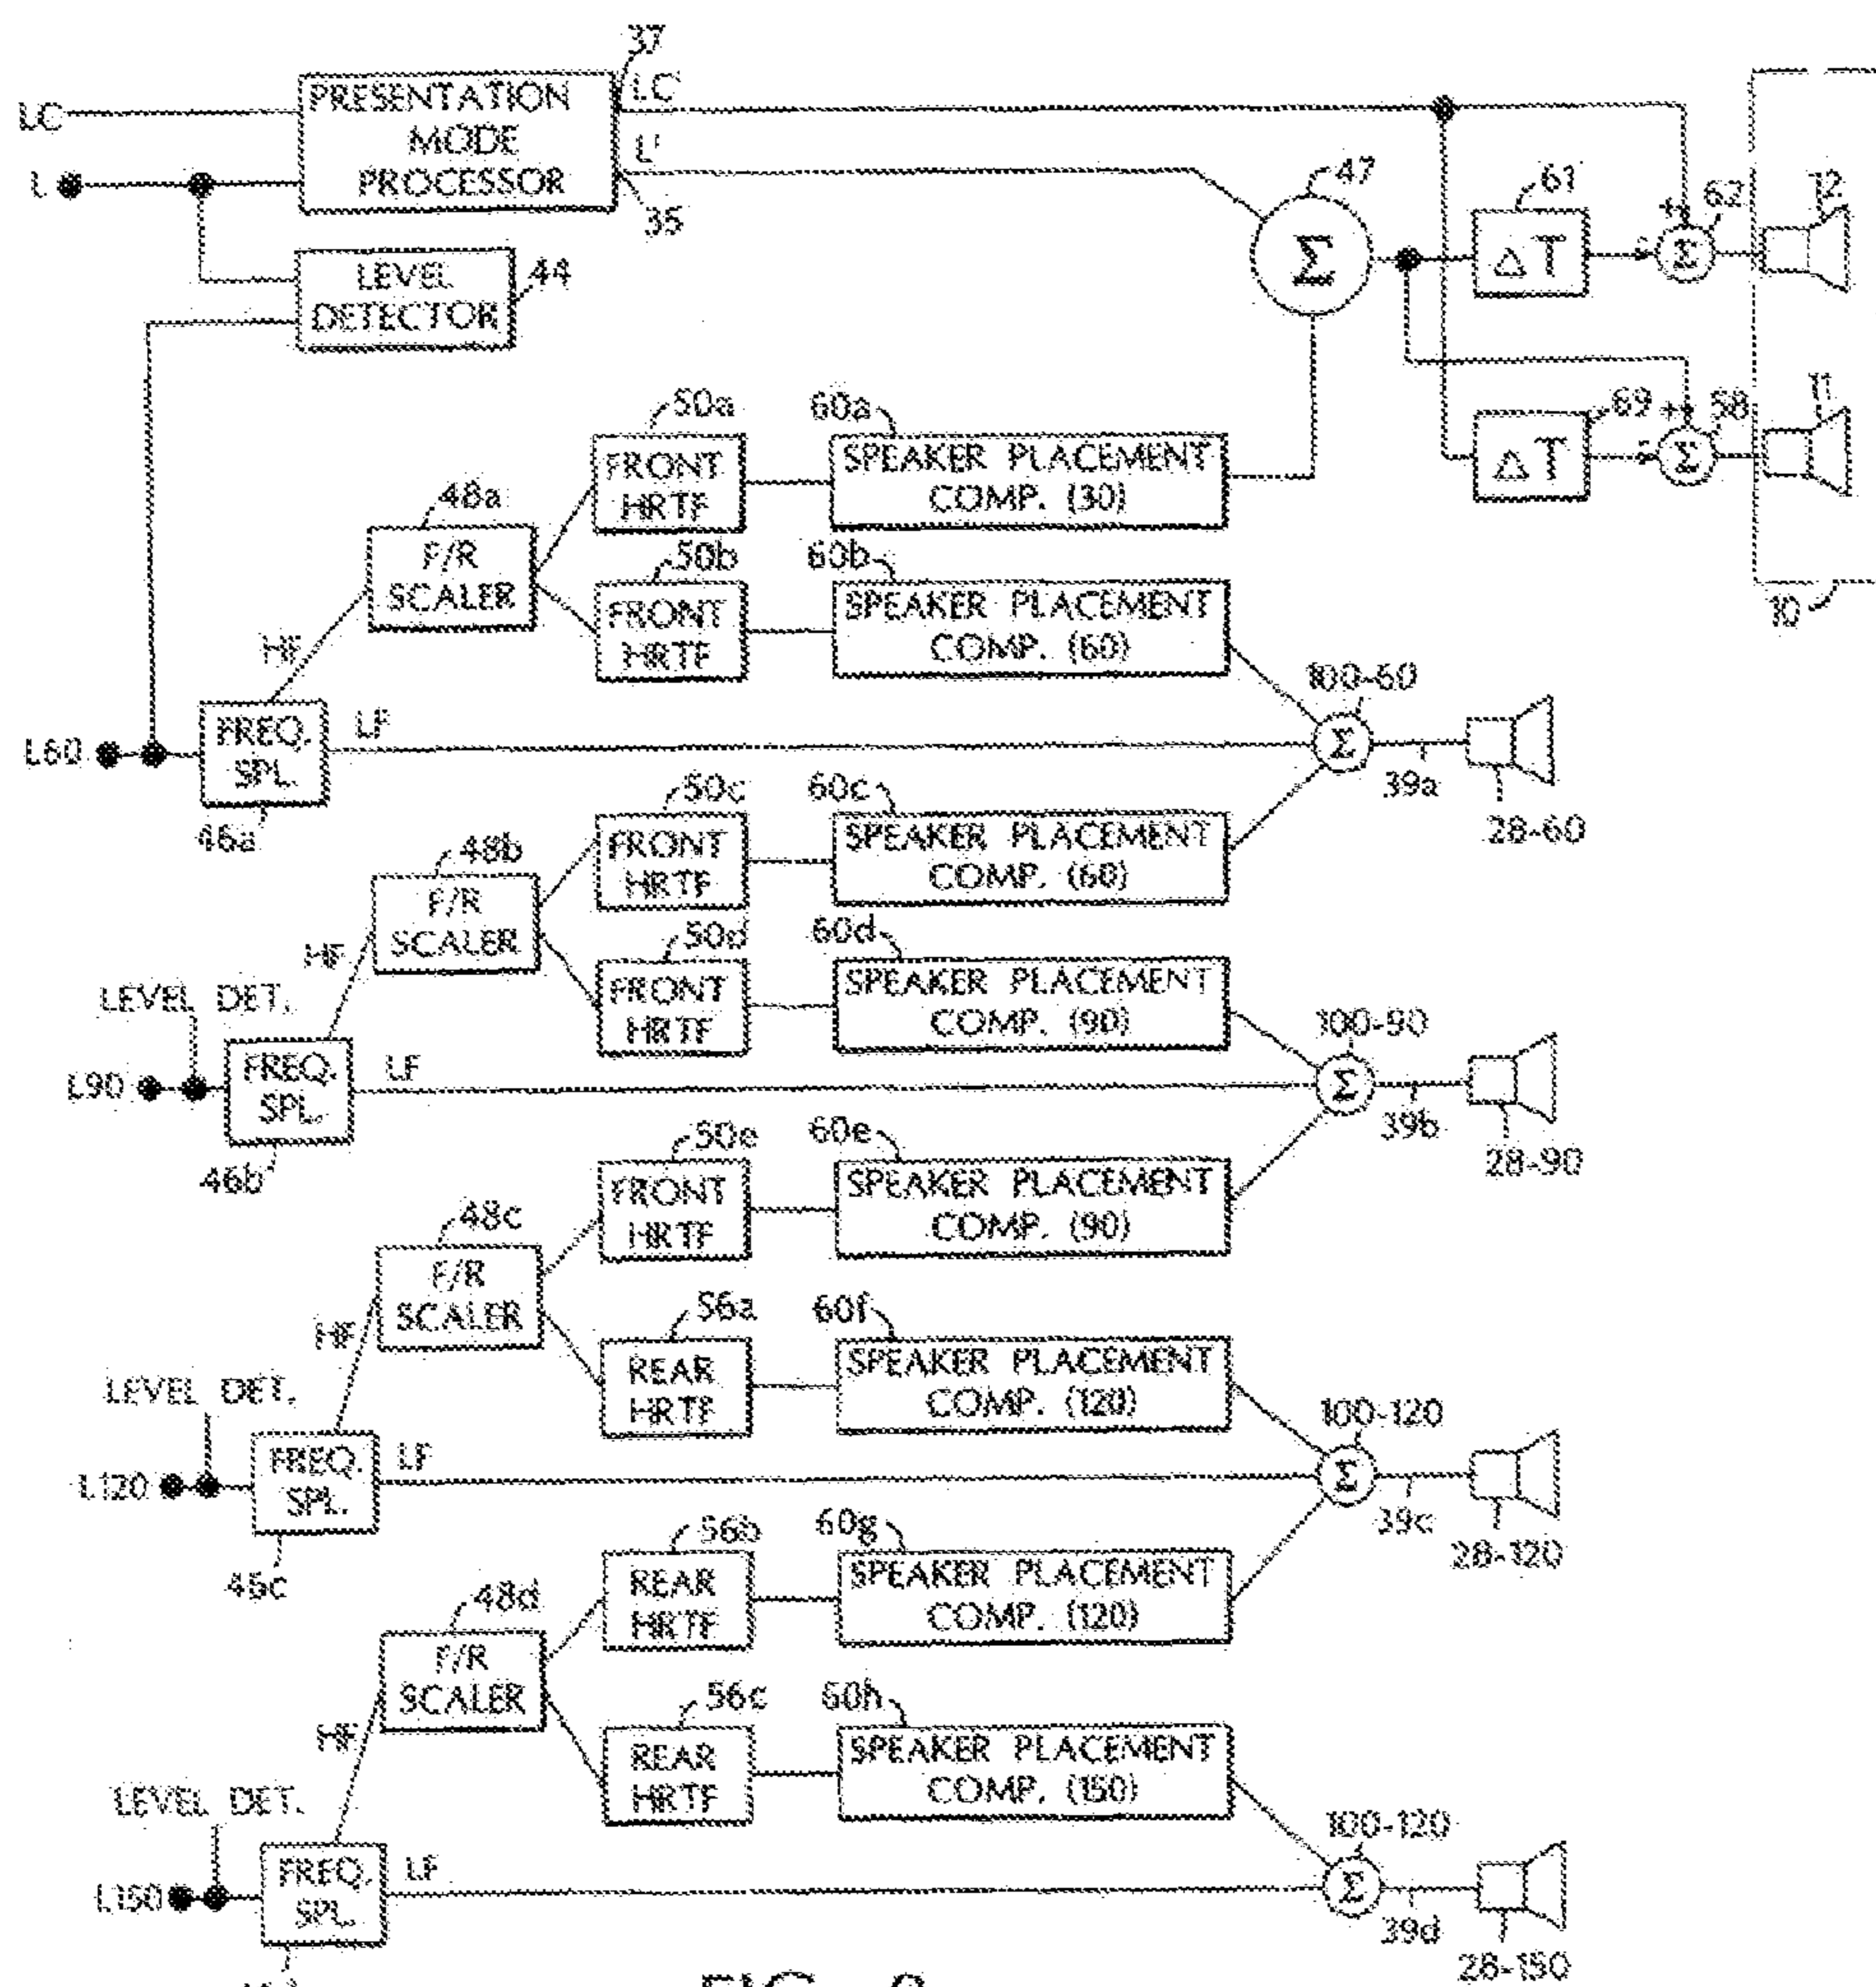 37
LC
PRESENTATION
MODE
PROCESSOR
LC'
L
L'
35
47
61
62
12
ΔT
Σ
Σ
LEVEL
DETECTOR
44
69
58
11
ΔT
Σ
10
50a
60a
FRONT
HRTF
SPEAKER PLACEMENT
COMP. (30)
48a
F/R
SCALER
50b
60b
FRONT
HRTF
SPEAKER PLACEMENT
COMP. (60)
HF
L60
FREQ.
SPL.
LF
46a
100-60
Σ
39a
28-60
50c
60c
FRONT
HRTF
SPEAKER PLACEMENT
COMP. (60)
48b
F/R
SCALER
50d
60d
FRONT
HRTF
SPEAKER PLACEMENT
COMP. (90)
HF
LEVEL DET.
L90
FREQ.
SPL.
LF
46b
100-90
Σ
39b
28-90
50e
60e
FRONT
HRTF
SPEAKER PLACEMENT
COMP. (90)
48c
F/R
SCALER
56a
60f
REAR
HRTF
SPEAKER PLACEMENT
COMP. (120)
HF
LEVEL DET.
L120
FREQ.
SPL.
LF
46c
100-120
Σ
39c
28-120
56b
60g
REAR
HRTF
SPEAKER PLACEMENT
COMP. (120)
48d
F/R
SCALER
56c
60h
REAR
HRTF
SPEAKER PLACEMENT
COMP. (150)
HF
LEVEL DET.
L150
FREQ.
SPL.
LF
100-120
Σ
39d
28-150